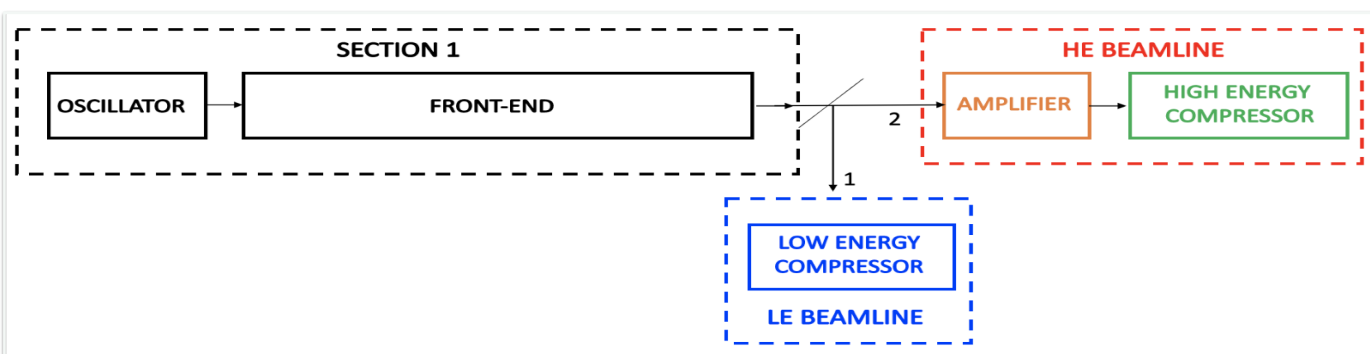 SECTION 1
OSCILLATOR
FRONT-END
2
1
HE BEAMLINE
AMPLIFIER
HIGH ENERGY
COMPRESSOR
LOW ENERGY
COMPRESSOR
LE BEAMLINE